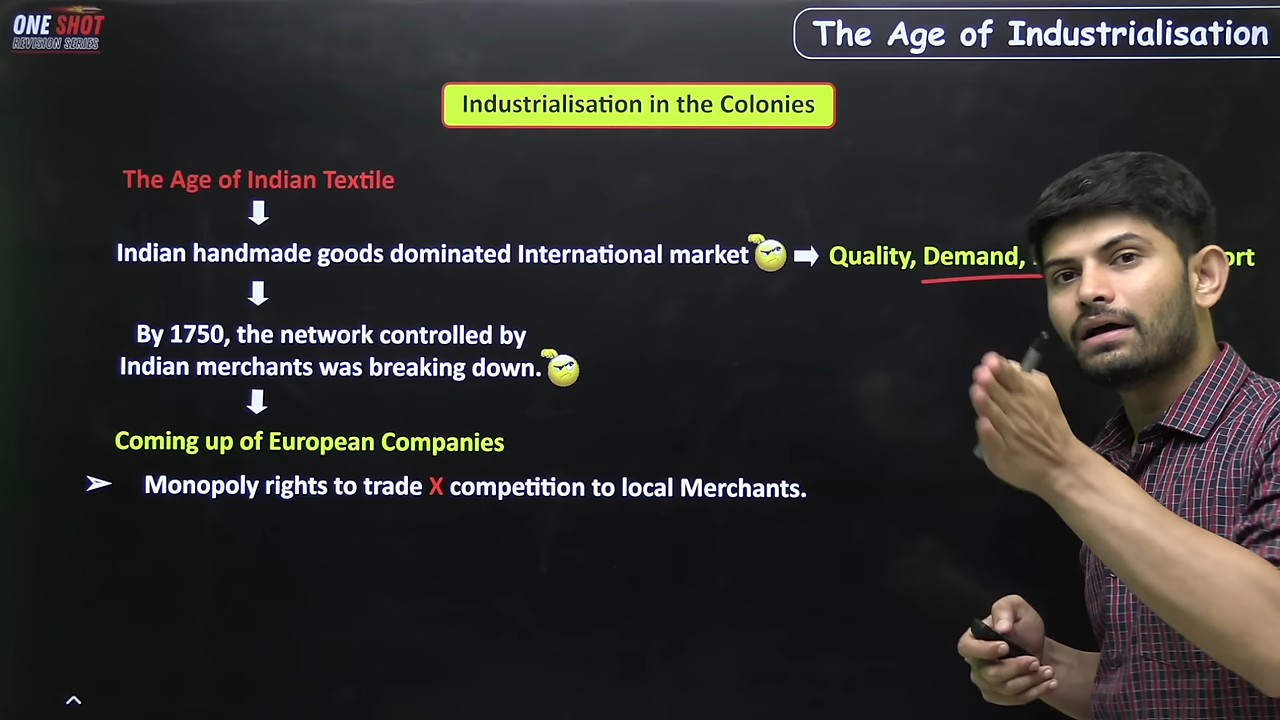 ONE SHOT
REVISION SERIES
The Age of Industrialisation
Industrialisation in the Colonies
The Age of Indian Textile
Indian handmade goods dominated International market
Quality, Demand,
By 1750, the network controlled by
Indian merchants was breaking down.
Coming up of European Companies
➢ Monopoly rights to trade X competition to local Merchants.